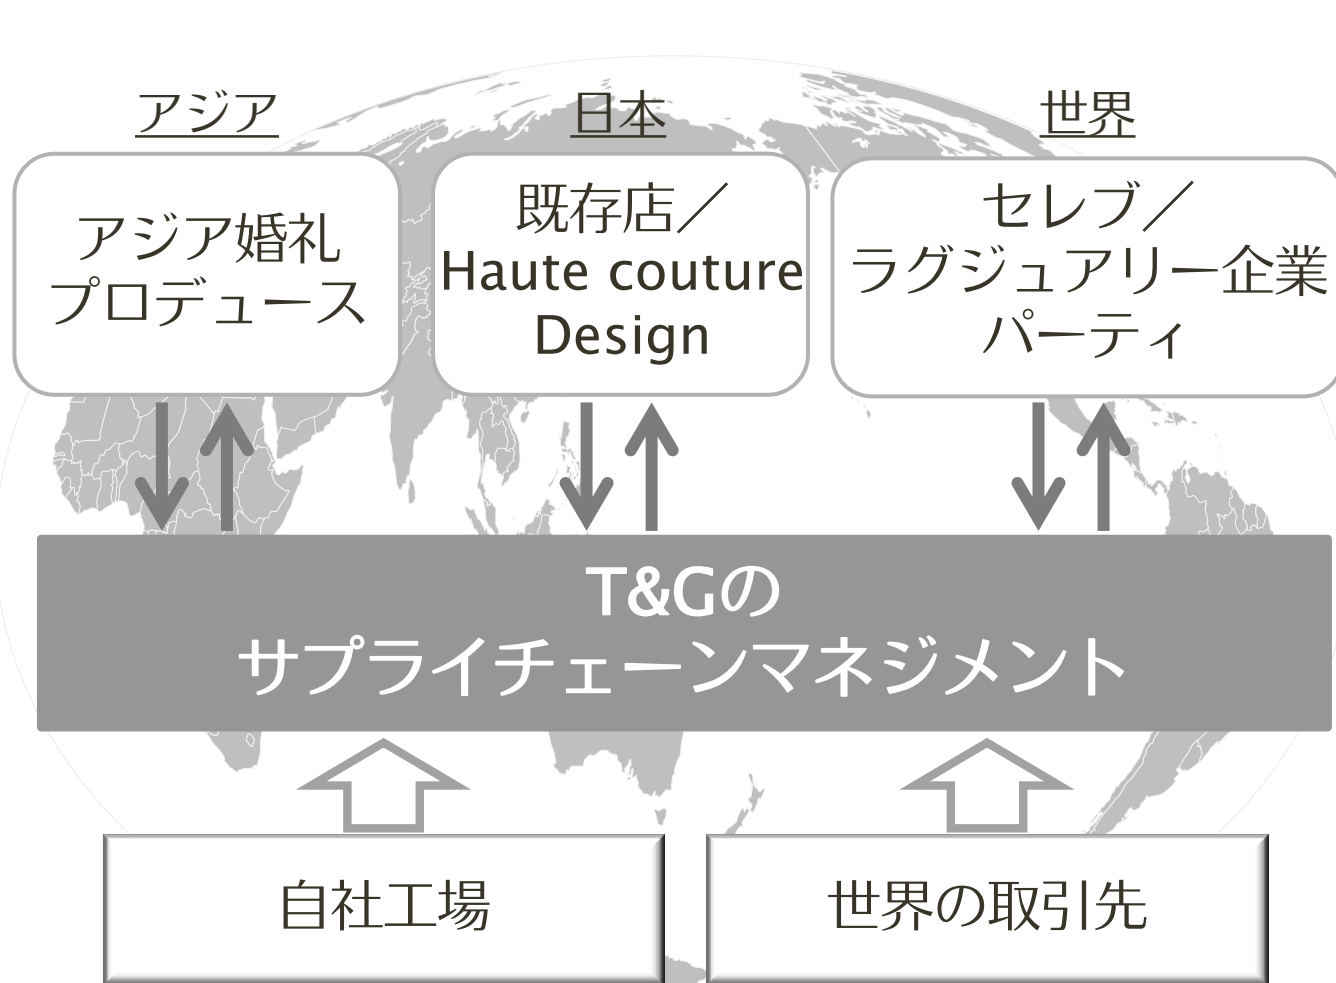 アジア
日本
世界
アジア婚礼
プロデュース
既存店／
Haute couture
Design
セレブ／
ラグジュアリー企業
パーティ
T&Gの
サプライチェーンマネジメント
自社工場
世界の取引先